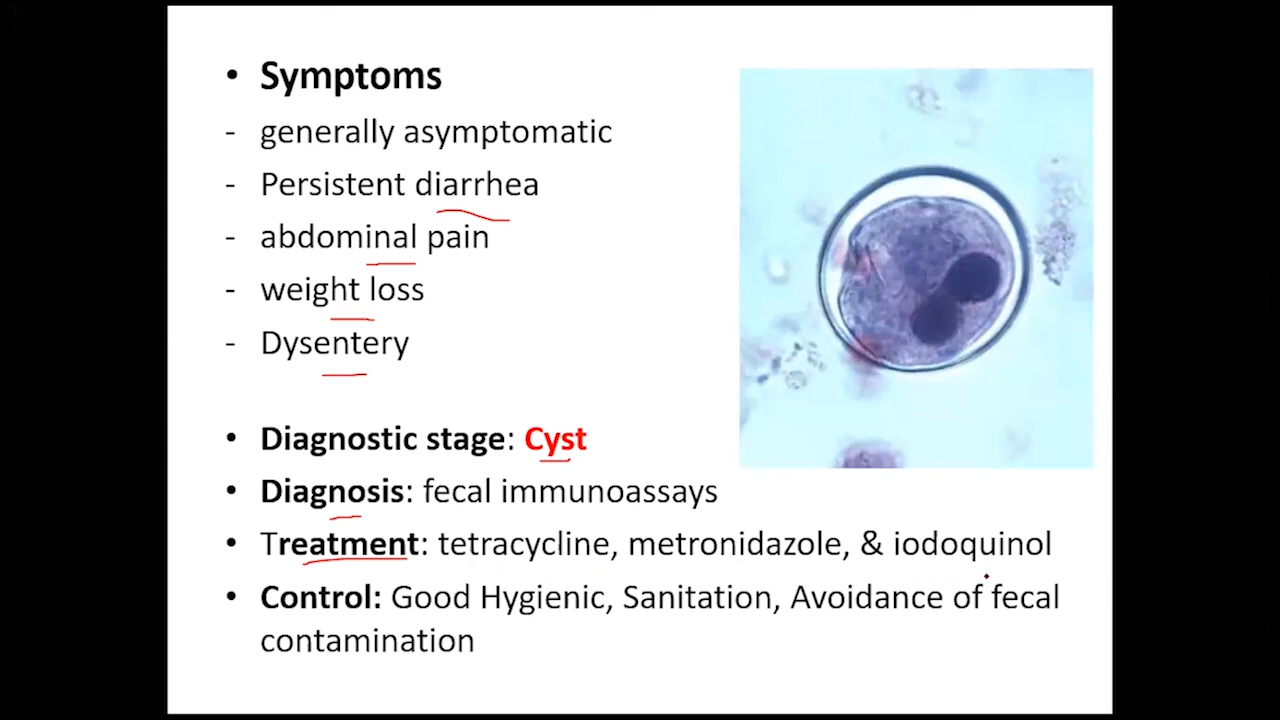 • Symptoms
- generally asymptomatic
- Persistent diarrhea
- abdominal pain
- weight loss
- Dysentery
• Diagnostic stage: Cyst
• Diagnosis: fecal immunoassays
• Treatment: tetracycline, metronidazole, & iodoquinol
• Control: Good Hygienic, Sanitation, Avoidance of fecal
contamination